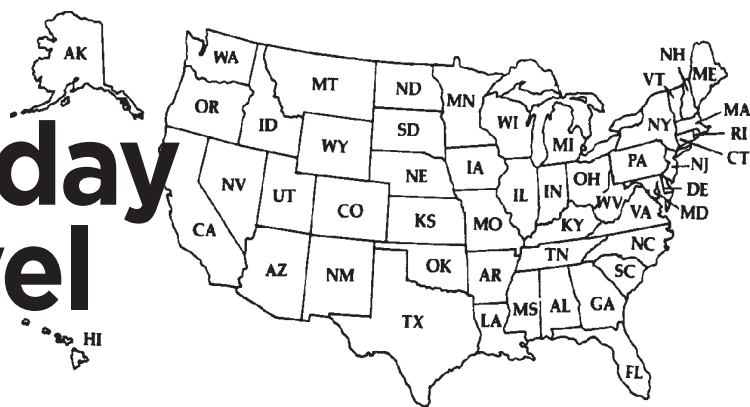 AK
WA
MT
ND
MN
NH
VT
ME
OR
ID
SD
WI
MI
NY
MA
RI
CT
WY
day
NV
UT
CO
NE
IA
IL
IN
OH
PA
NJ
DE
MD
WV
VA
CA
KS
MO
KY
NC
vel
AZ
NM
OK
AR
TN
SC
TX
LA
MS
AL
GA
HI
FL